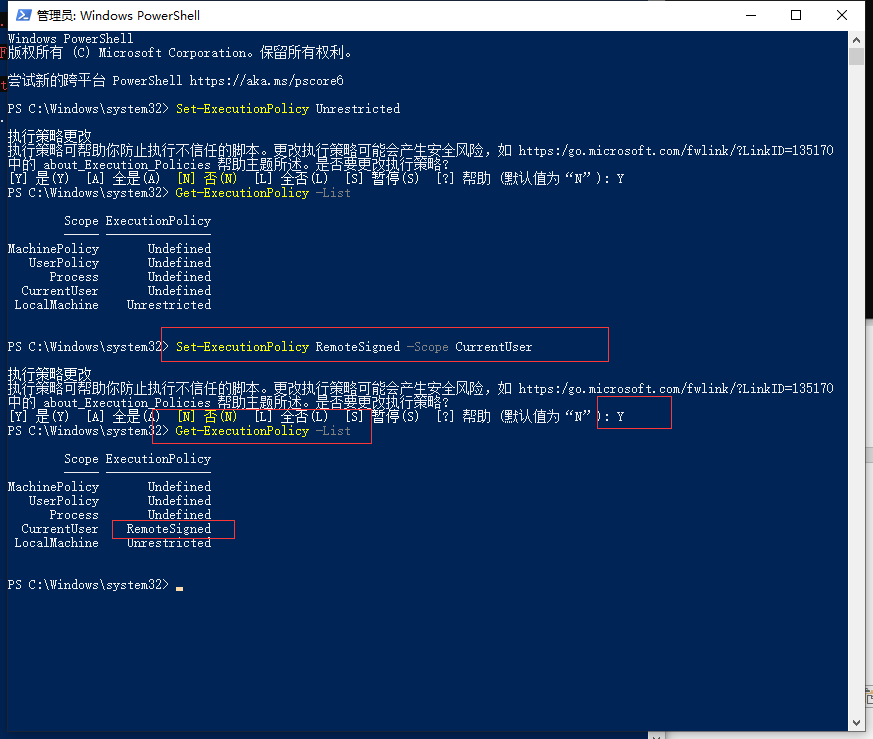 管理员: Windows PowerShell
Windows PowerShell
版权所有 (C) Microsoft Corporation。保留所有权利。
尝试新的跨平台 PowerShell https://aka.ms/pscore6
PS C:\Windows\system32> Set-ExecutionPolicy Unrestricted
执行策略更改
执行策略可帮助你防止执行不信任的脚本。更改执行策略可能会产生安全风险，如 https:/go.microsoft.com/fwlink/?LinkID=135170
中的 about_Execution_Policies 帮助主题所述。是否要更改执行策略?
[Y] 是(Y)  [A] 全是(A)  [N] 否(N)  [L] 全否(L)  [S] 暂停(S)  [?] 帮助 (默认值为“N”): Y
PS C:\Windows\system32> Get-ExecutionPolicy -List
Scope ExecutionPolicy
MachinePolicy Undefined
UserPolicy Undefined
Process Undefined
CurrentUser Undefined
LocalMachine Unrestricted
PS C:\Windows\system32> Set-ExecutionPolicy RemoteSigned -Scope CurrentUser
执行策略更改
执行策略可帮助你防止执行不信任的脚本。更改执行策略可能会产生安全风险，如 https:/go.microsoft.com/fwlink/?LinkID=135170
中的 about_Execution_Policies 帮助主题所述。是否要更改执行策略?
[Y] 是(Y)  [A] 全是(A)  [N] 否(N)  [L] 全否(L)  [S] 暂停(S)  [?] 帮助 (默认值为“N”): Y
PS C:\Windows\system32> Get-ExecutionPolicy -List
Scope ExecutionPolicy
MachinePolicy Undefined
UserPolicy Undefined
Process Undefined
CurrentUser RemoteSigned
LocalMachine Unrestricted
PS C:\Windows\system32>